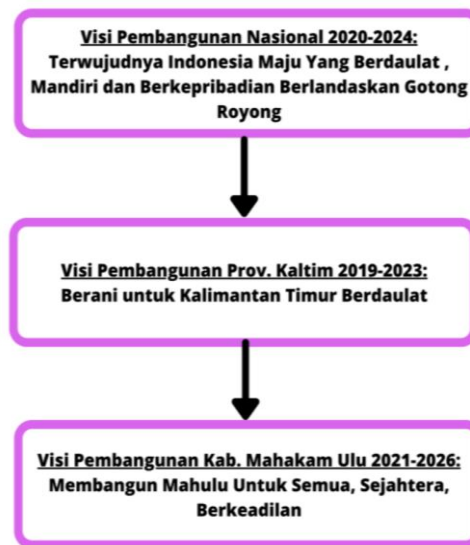 Visi Pembangunan Nasional 2020-2024:
Terwujudnya Indonesia Maju Yang Berdaulat ,
Mandiri dan Berkepribadian Berlandaskan Gotong
Royong
Visi Pembangunan Prov. Kaltim 2019-2023:
Berani untuk Kalimantan Timur Berdaulat
Visi Pembangunan Kab. Mahakam Ulu 2021-2026:
Membangun Mahulu Untuk Semua, Sejahtera,
Berkeadilan